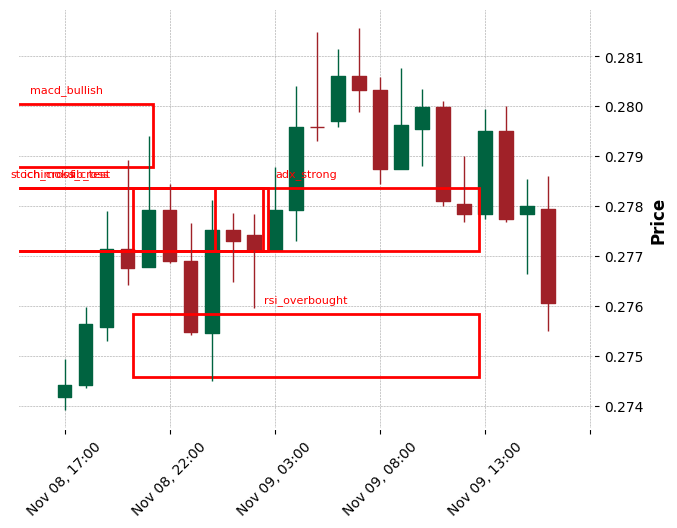 macd_bullish
adx_strong
rsi_overbought
0.281
0.280
0.279
0.278
0.277
0.276
0.275
0.274
Price
Nov 08, 17:00
Nov 08, 22:00
Nov 09, 03:00
Nov 09, 08:00
Nov 09, 13:00